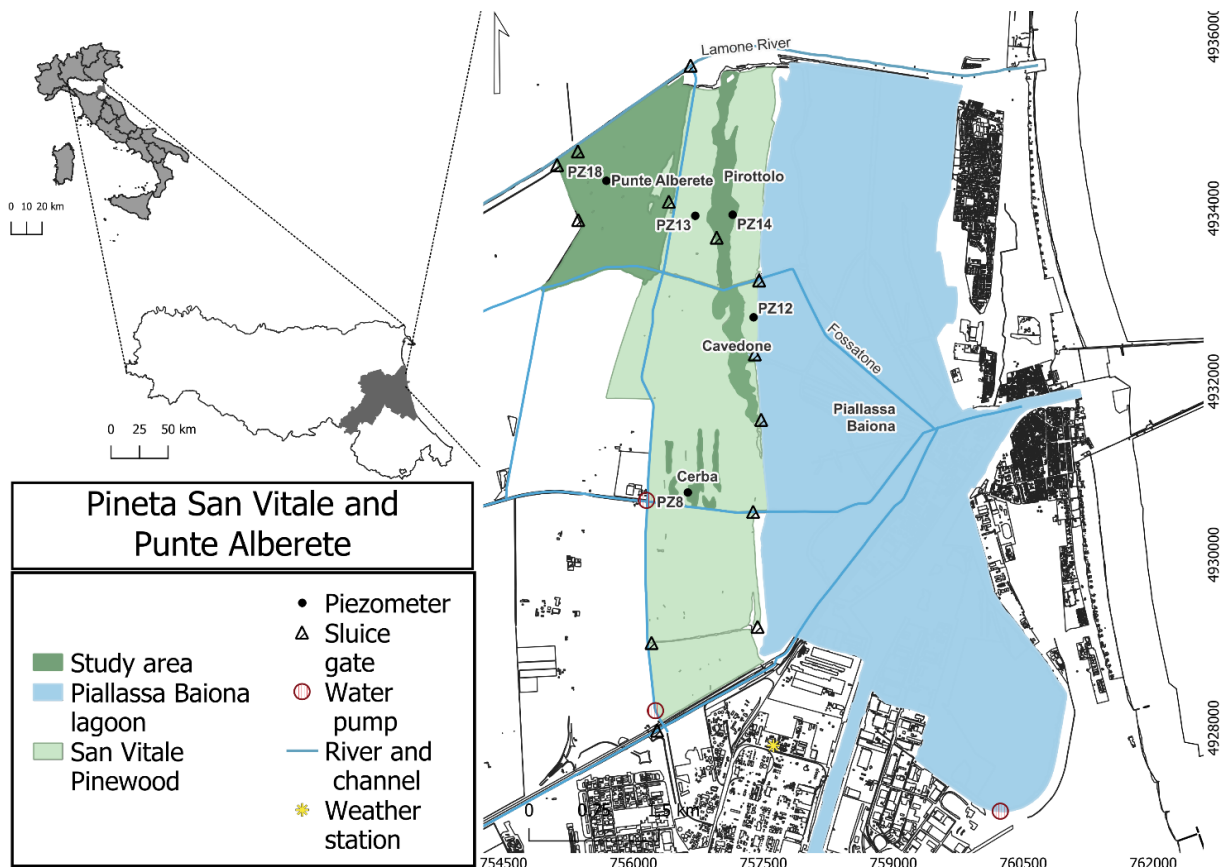 0 10 20 km
0 25 50 km
Pineta San Vitale and
Punte Alberete
Study area
Piallassa Baiona
lagoon
San Vitale
Pinewood
Piezometer
Sluice
gate
Water
pump
River and
channel
Weather
station
Lamone River
PZ18
Punte Alberete
Pirottolo
PZ13
PZ14
PZ12
Cavedone
Fossatone
Piallassa
Baiona
Cerba
PZ8
0 0.75 1.5 km
4936000
4934000
4932000
4930000
4928000
754500 756000 757500 759000 760500 762000